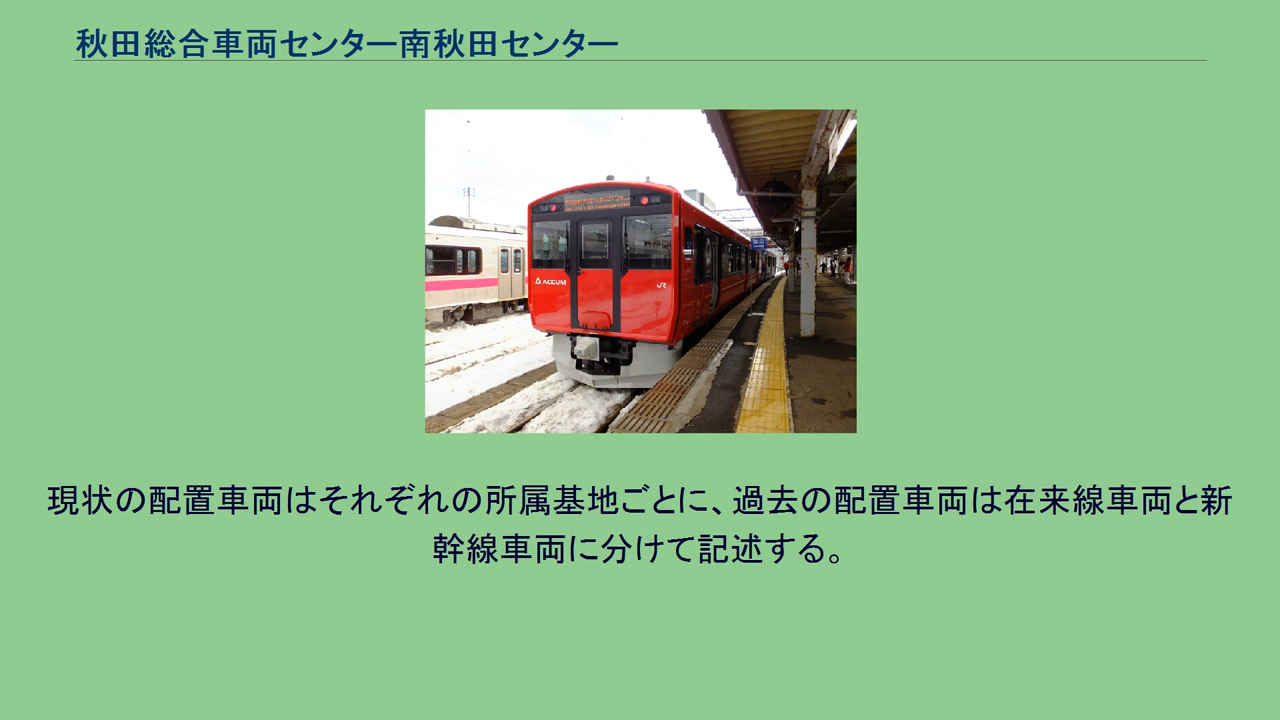 秋田総合車両センター南秋田センター
ACCUM
JR
現状の配置車両はそれぞれの所属基地ごとに、過去の配置車両は在来線車両と新
幹線車両に分けて記述する。